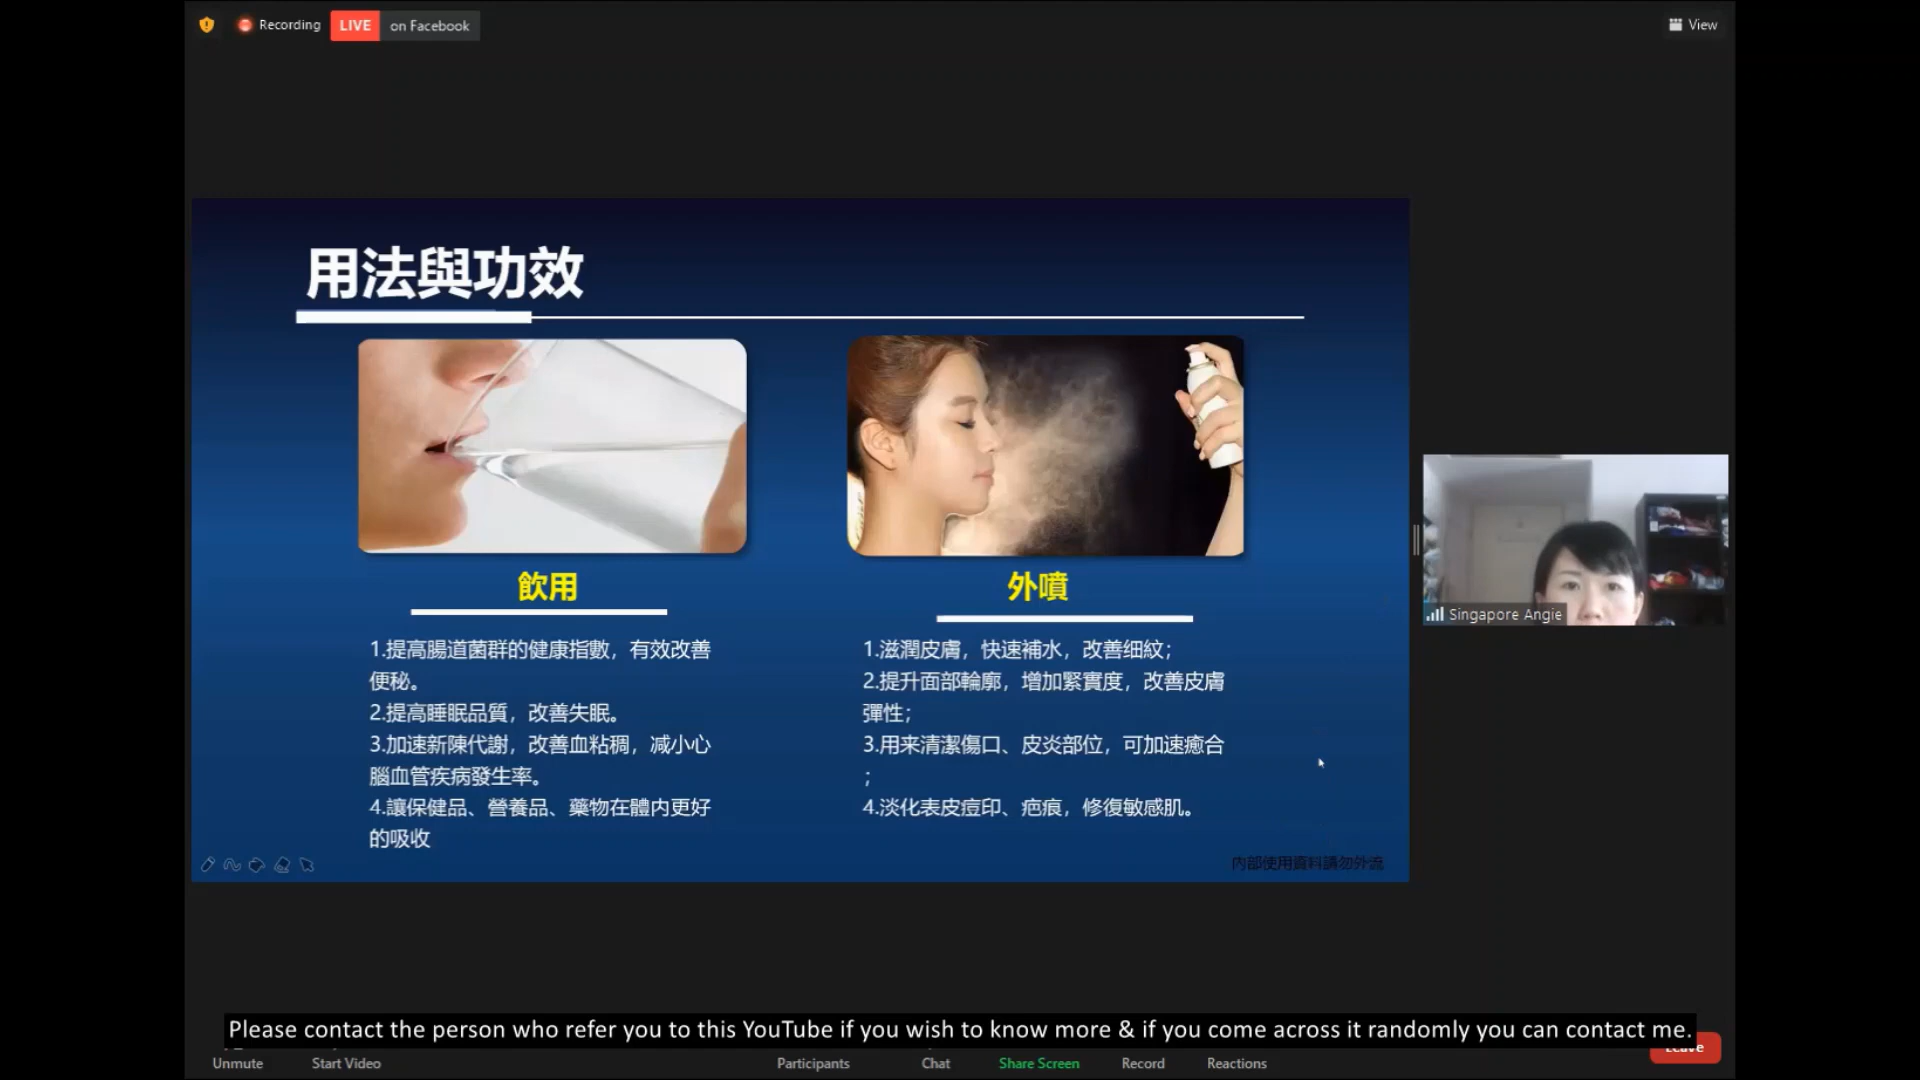 Recording
LIVE on Facebook
View
用法與功效
飲用
1.提高腸道菌群的健康指數，有效改善
便秘。
2.提高睡眠品質，改善失眠。
3.加速新陳代謝，改善血粘稠，减小心
腦血管疾病發生率。
4.讓保健品、營養品、藥物在體内更好
的吸收
外噴
1.滋潤皮膚，快速補水，改善细紋；
2.提升面部輪廓，增加緊實度，改善皮膚
彈性；
3.用来清潔傷口、皮炎部位，可加速癒合
；
4.淡化表皮痘印、疤痕，修復敏感肌。
内部使用資料請勿外流
Singapore Angie
Please contact the person who refer you to this YouTube if you wish to know more & if you come across it randomly you can contact me.
Leave
Unmute
Start Video
Participants
Chat
Share Screen
Record
Reactions